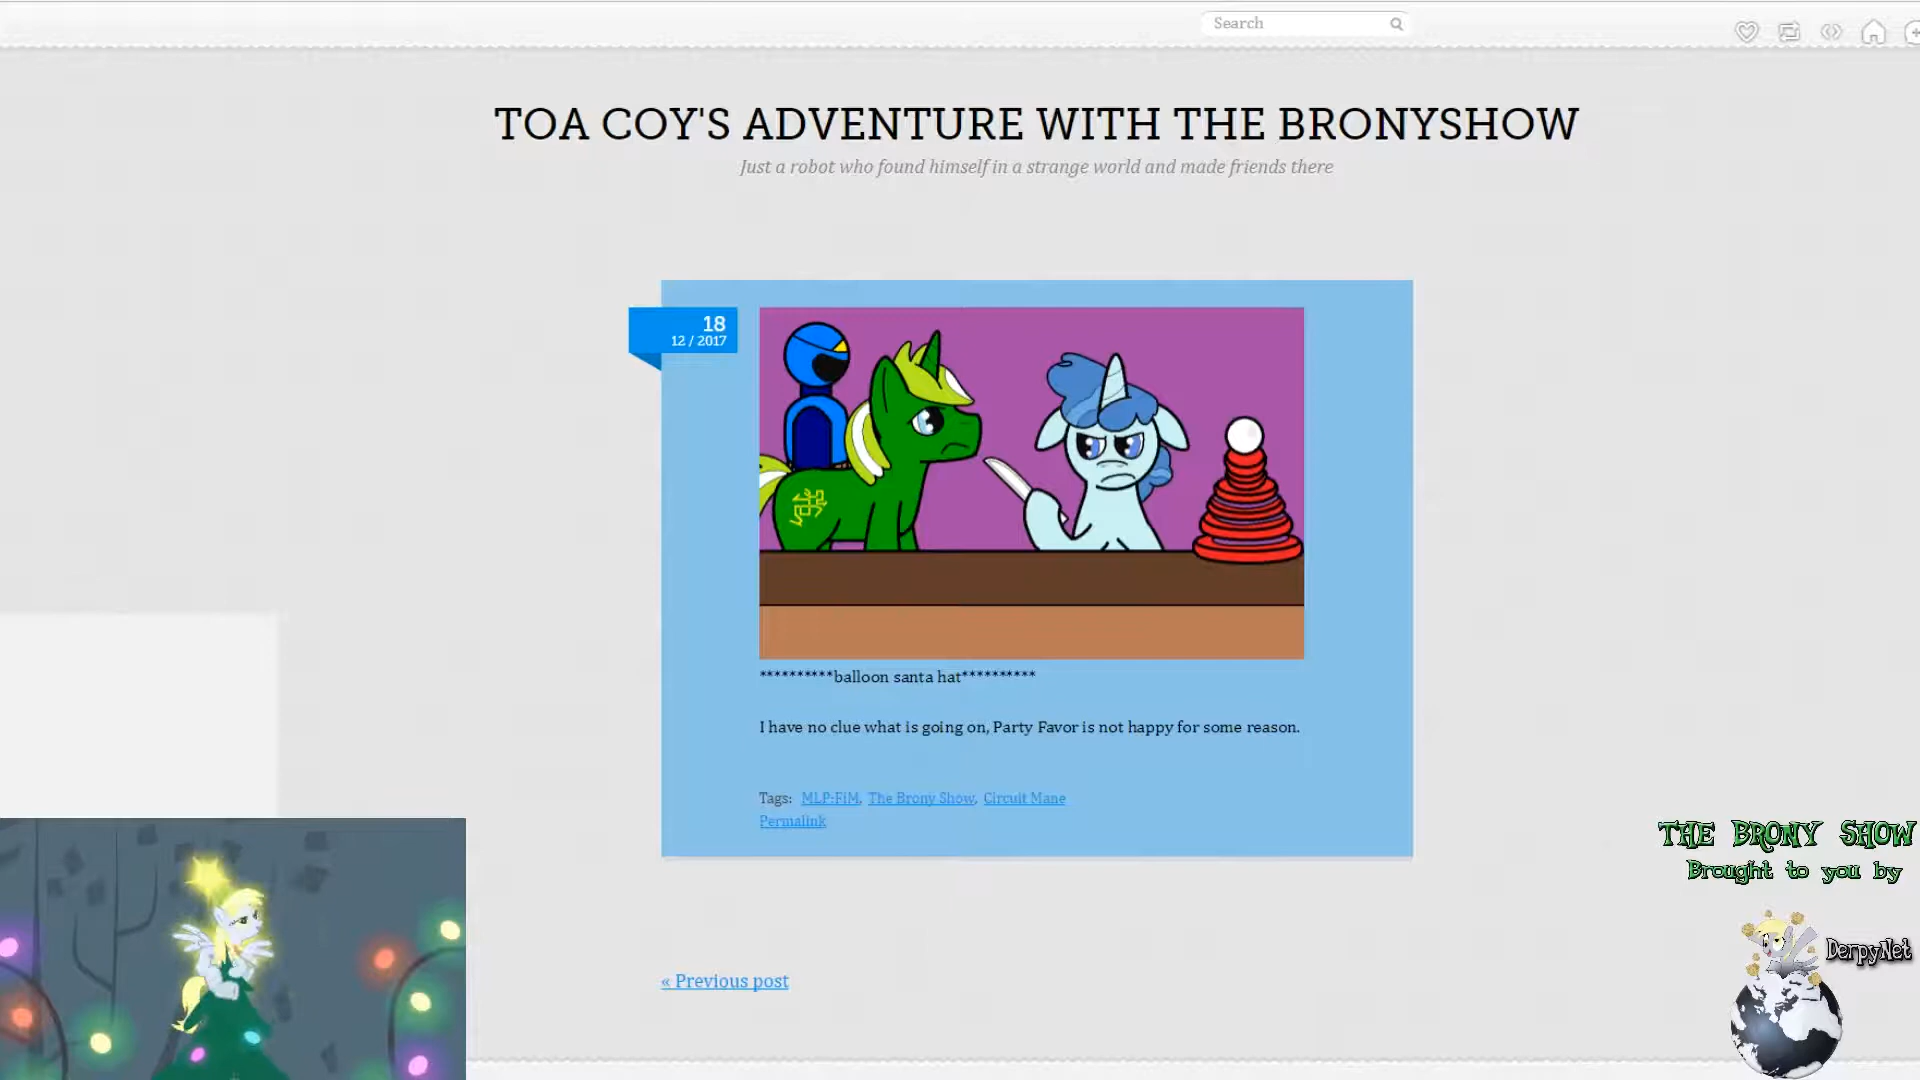 Search
TOA COY'S ADVENTURE WITH THE BRONYSHOW
Just a robot who found himself in a strange world and made friends there
18
12 / 2017
**********balloon santa hat**********
I have no clue what is going on, Party Favor is not happy for some reason.
Tags: MLP:FiM, The Brony Show, Circuit Mane
Permalink
« Previous post
THE BRONY SHOW
Brought to you by
DerpyNet